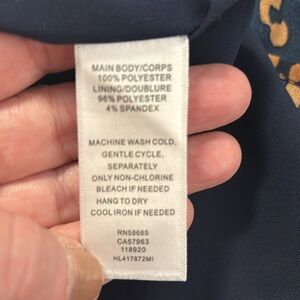 MAIN BODY/CORPS
100% POLYESTER
LINING/DOUBLURE
96% POLYESTER
4% SPANDEX
MACHINE WASH COLD,
GENTLE CYCLE,
SEPARATELY
ONLY NON-CHLORINE
BLEACH IF NEEDED
HANG TO DRY
COOL IRON IF NEEDED
RN58665
CA57963
118920
HL417872MI